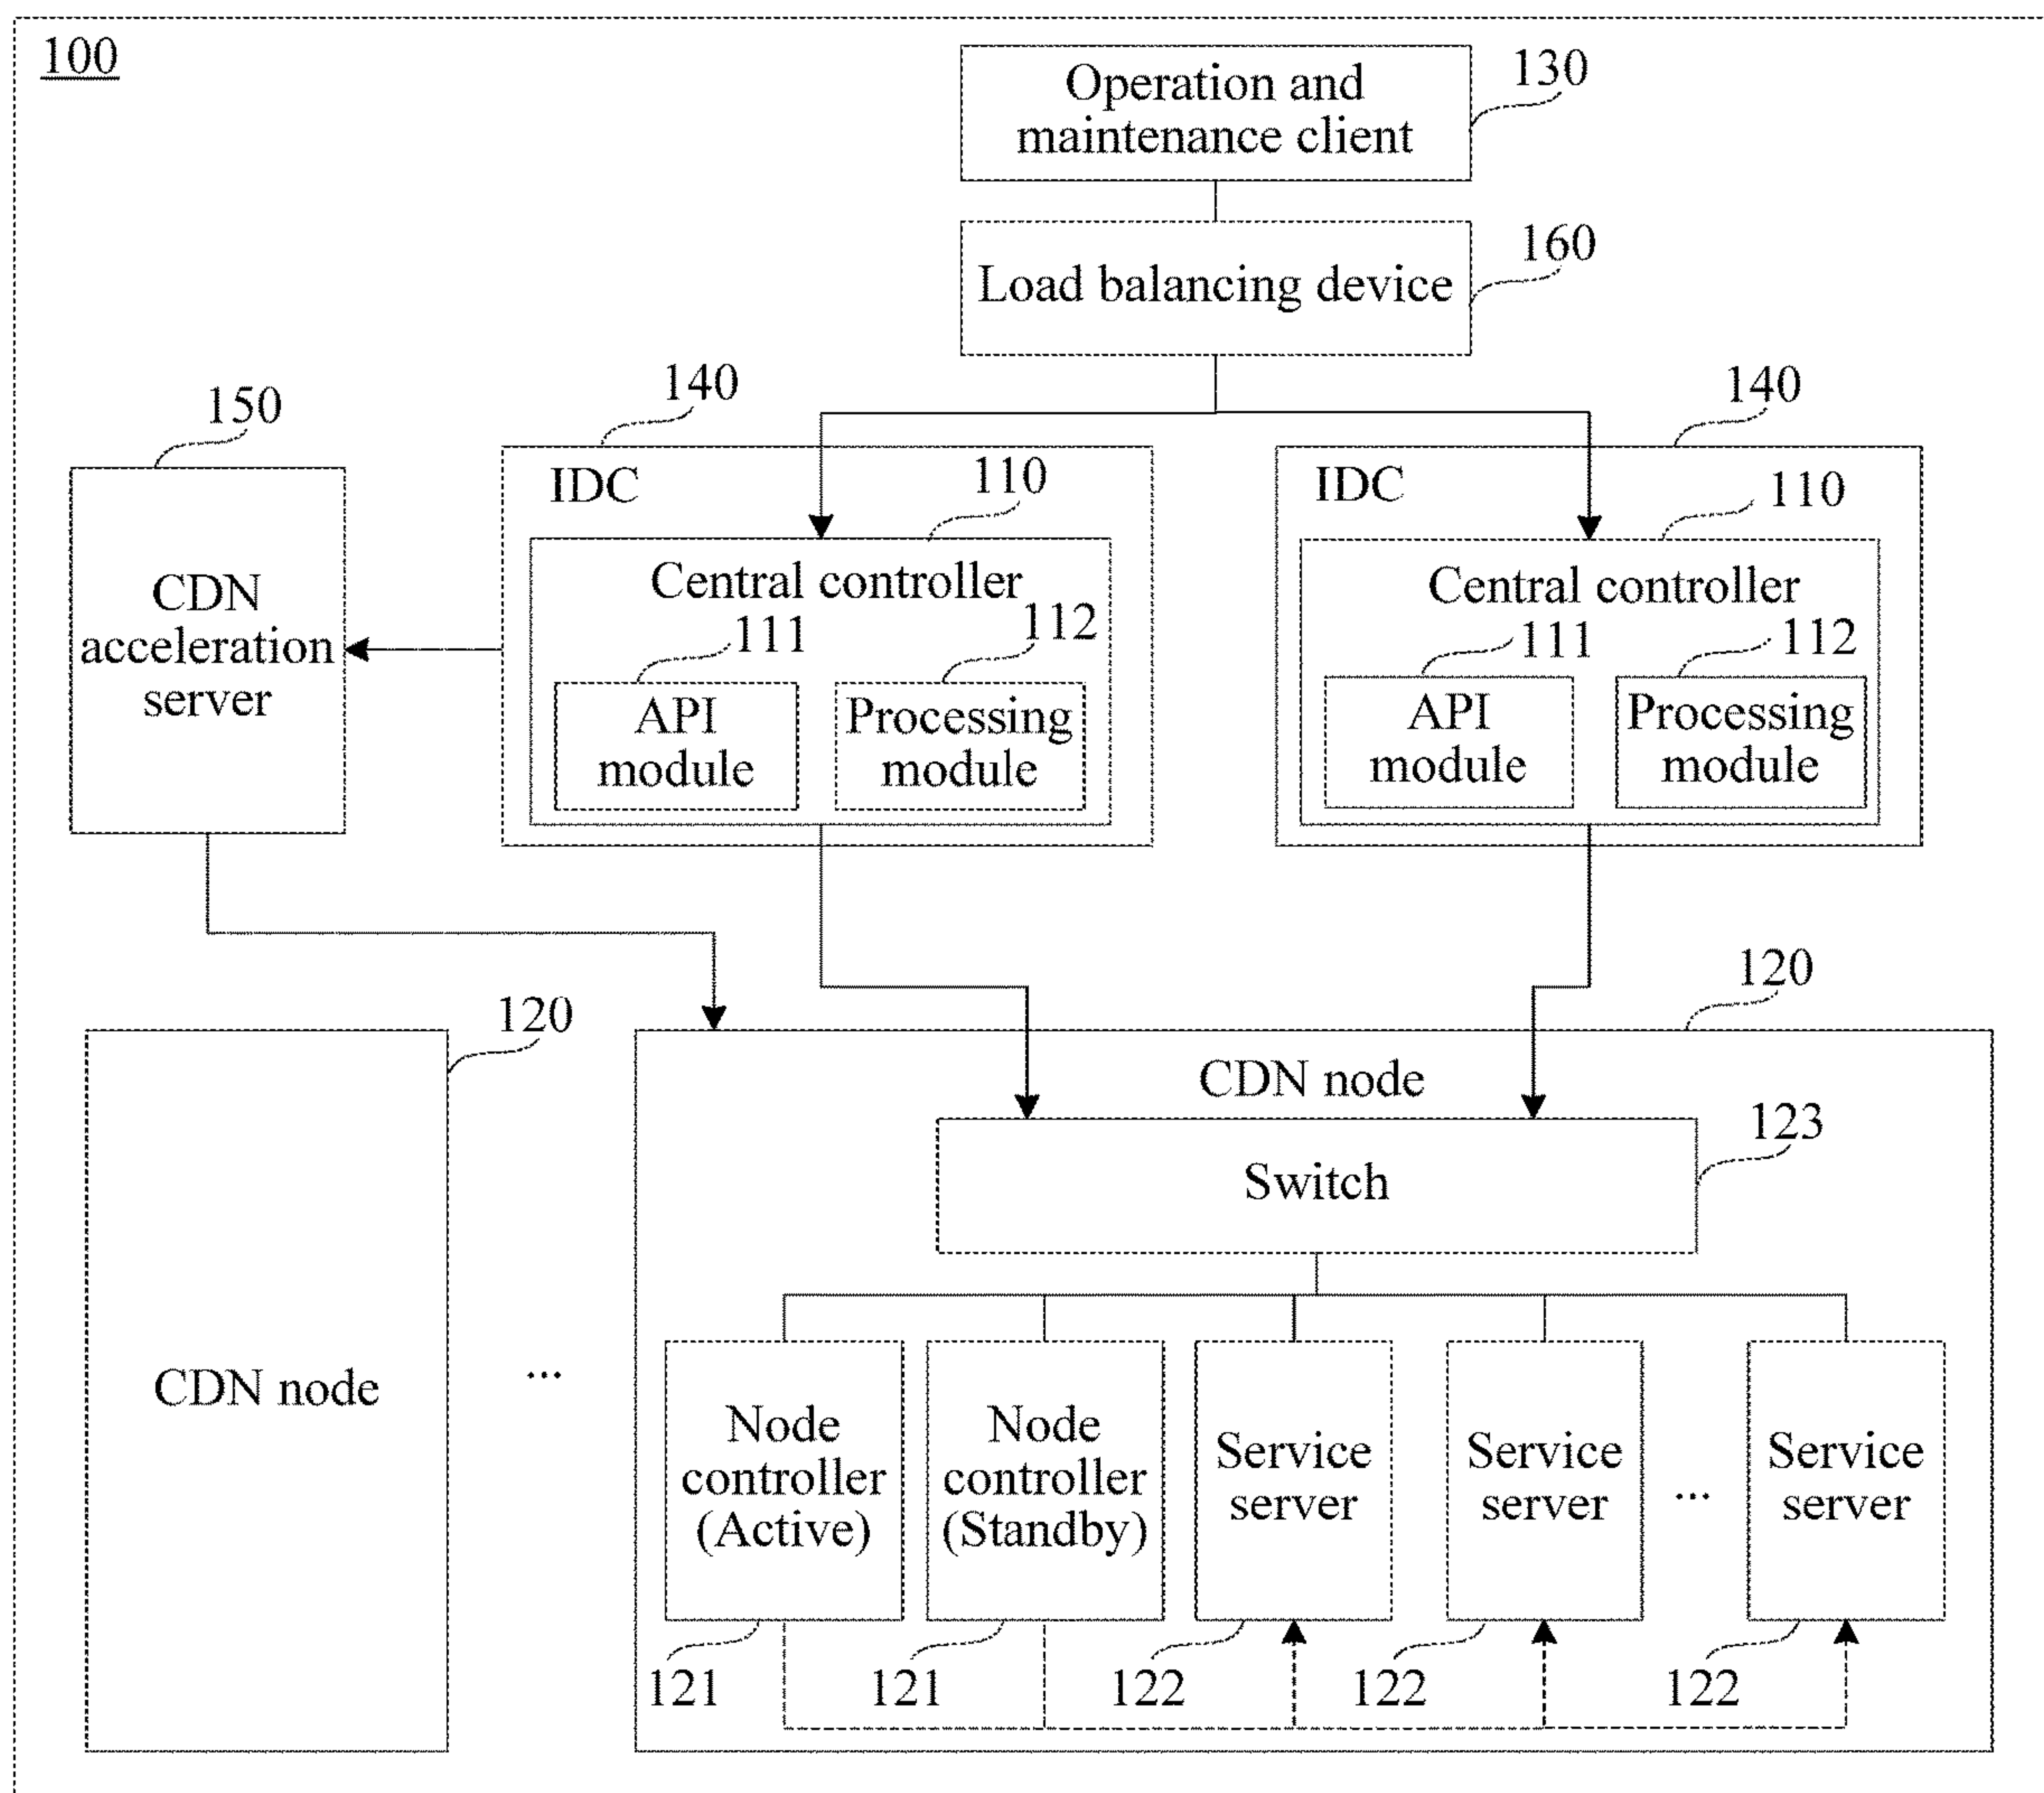 100
Operation and
maintenance client
130
Load balancing device
160
150
140
140
CDN
acceleration
server
IDC
110
Central controller
111
112
API
module
Processing
module
IDC
110
Central controller
111
112
API
module
Processing
module
120
CDN node
...
120
CDN node
123
Switch
Node
controller
(Active)
Node
controller
(Standby)
Service
server
Service
server
...
Service
server
121
121
122
122
122